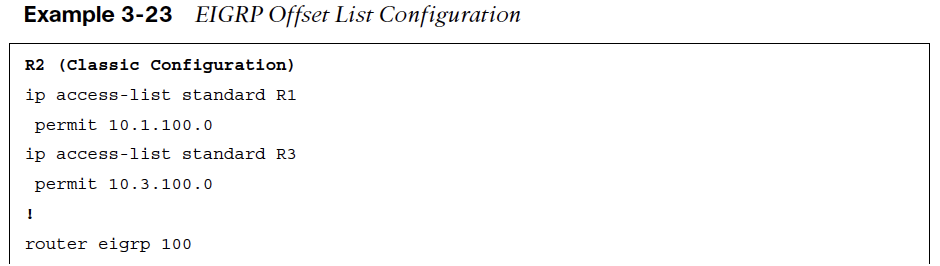 Example 3-23 EIGRP Offset List Configuration
R2 (Classic Configuration)
ip access-list standard R1
permit 10.1.100.0
ip access-list standard R3
permit 10.3.100.0
!
router eigrp 100